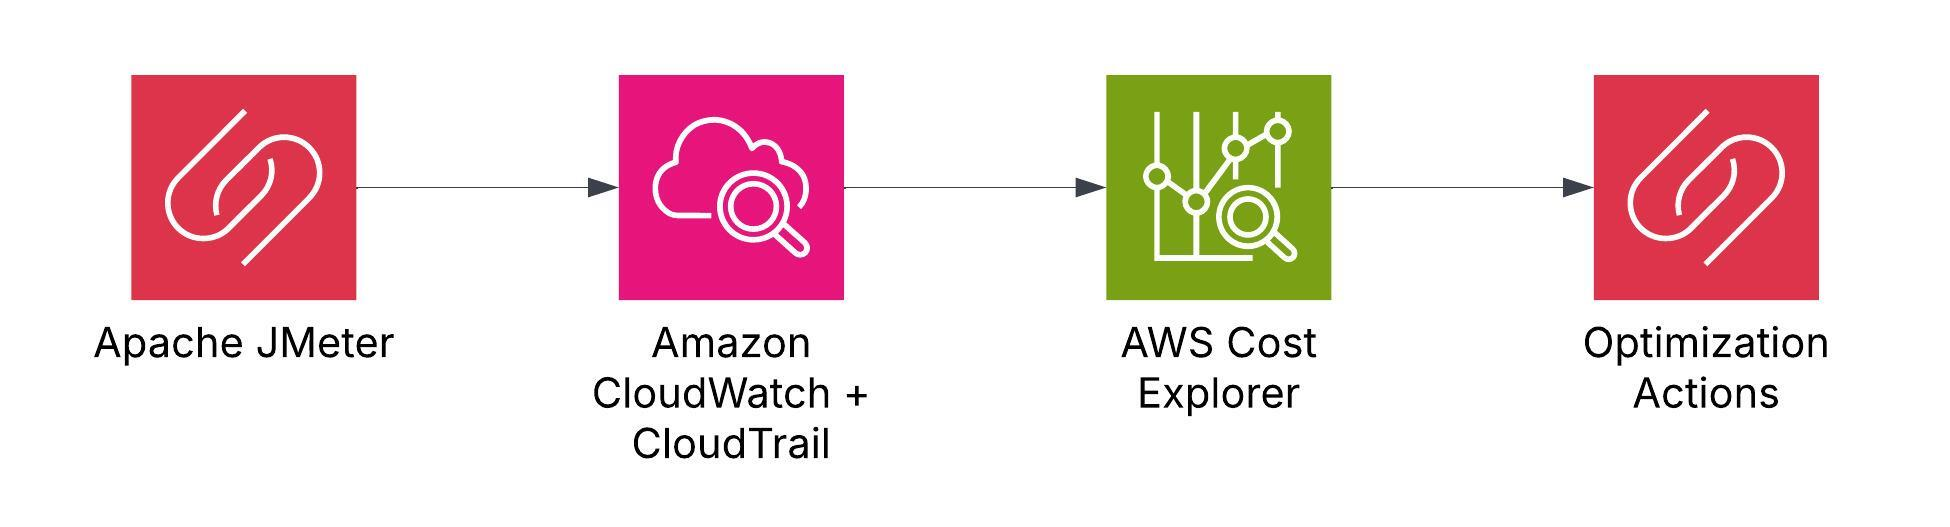 Apache JMeter
Amazon
CloudWatch +
CloudTrail
AWS Cost
Explorer
Optimization
Actions